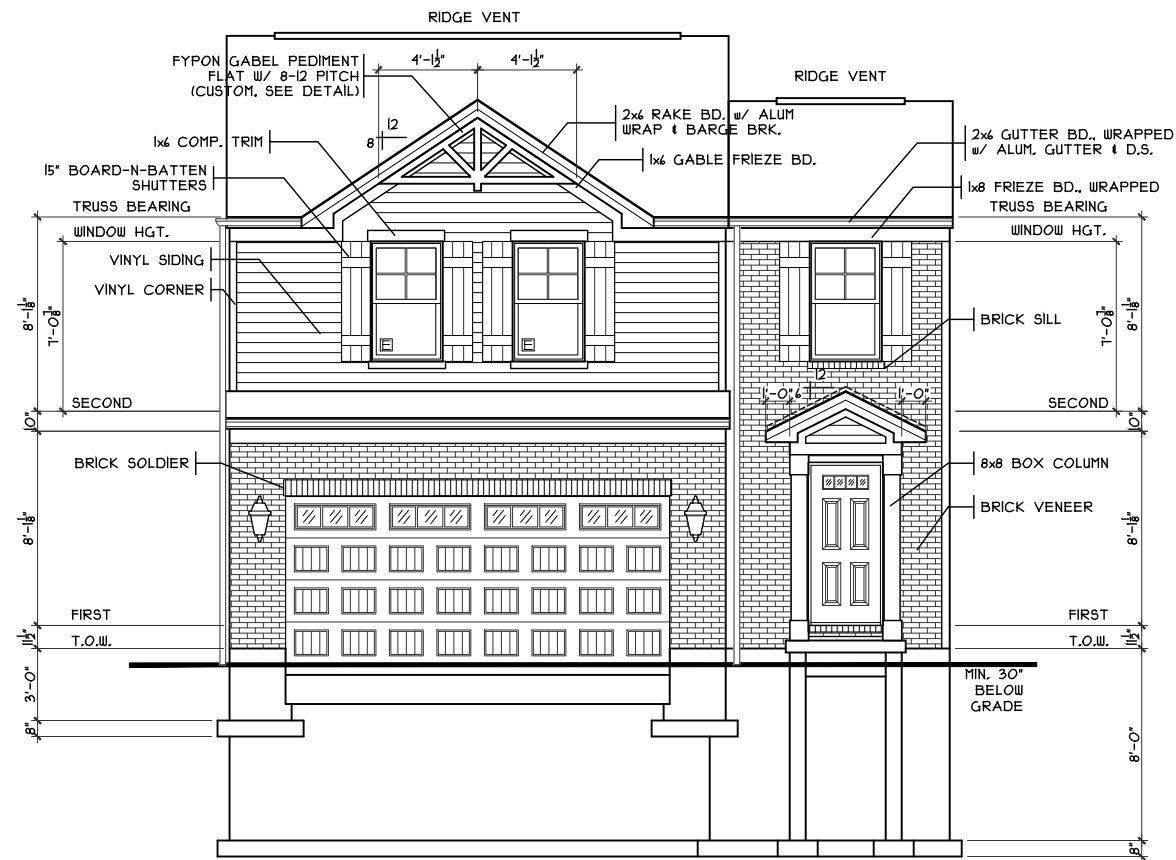 RIDGE VENT
FYPON GABEL PEDIMENT
FLAT W/ 8-12 PITCH
(CUSTOM, SEE DETAIL)
4'-1½"
4'-1½"
RIDGE VENT
12
8
2x6 RAKE BD. w/ ALUM
WRAP & BARGE BRK.
1x6 COMP. TRIM
1x6 GABLE FRIEZE BD.
2x6 GUTTER BD., WRAPPED
w/ ALUM. GUTTER & D.S.
15" BOARD-N-BATTEN
SHUTTERS
1x8 FRIEZE BD., WRAPPED
TRUSS BEARING
TRUSS BEARING
WINDOW HGT.
WINDOW HGT.
VINYL SIDING
VINYL CORNER
8'-1⅛"
7'-0⅞"
7'-0⅞"
8'-1⅛"
BRICK SILL
E
E
12
6
1'-0"
1'-0"
SECOND
SECOND
10"
10"
BRICK SOLDIER
8x8 BOX COLUMN
BRICK VENEER
8'-1⅛"
8'-1⅛"
FIRST
FIRST
T.O.W.
T.O.W.
11½"
11½"
MIN. 30"
BELOW
GRADE
3'-0"
8"
8'-0"
8"